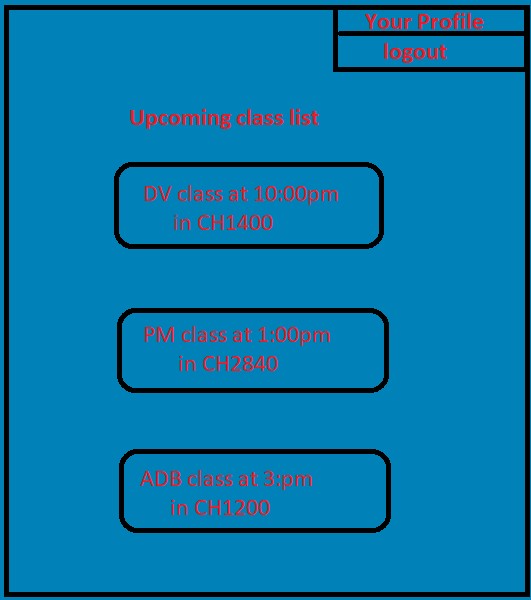 Your Profile
logout
Upcoming class list
DV class at 10:00pm
in CH1400
PM class at 1:00pm
in CH2840
ADB class at 3:pm
in CH1200